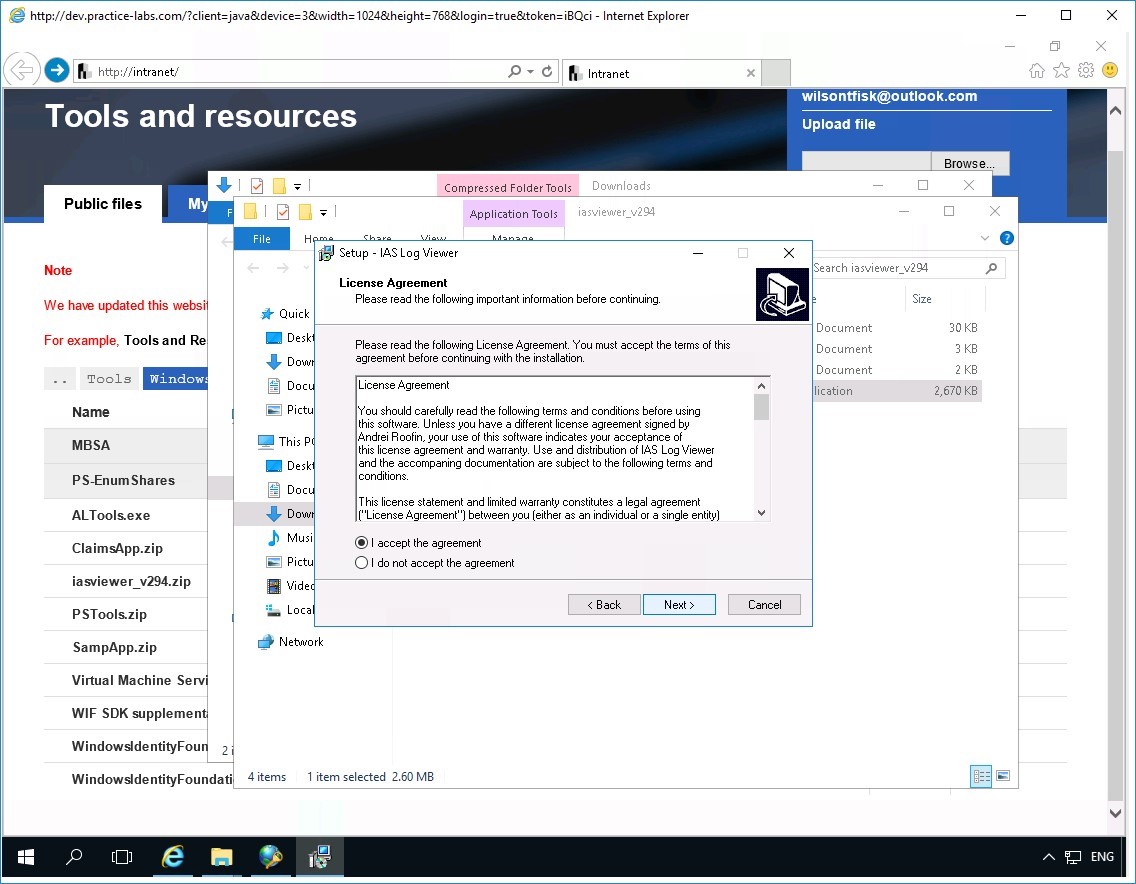 http://dev.practice-labs.com/?client=java&device=3&width=1024&height=768&login=true&token=iBQci - Internet Explorer
http://intranet/
Intranet
Tools and resources
wilsontfisk@outlook.com
Upload file
Browse...
Public files
My
Compressed Folder Tools
Downloads
Application Tools
iasviewer_v294
File
Home
Share
View
Manage
Note
We have updated this websit
For example, Tools and Re
..
Tools
Windows
Name
MBSA
PS-EnumShares
ALTools.exe
ClaimsApp.zip
iasviewer_v294.zip
PSTools.zip
SampApp.zip
Virtual Machine Servi
WIF SDK supplementa
WindowsIdentityFoun
WindowsIdentityFoundati
Quick
Deskt
Down
Docu
Pictu
This PC
Deskt
Docu
Down
Musi
Pictu
Video
Local
Network
Search iasviewer_v294
Size
Document 30 KB
Document 3 KB
Document 2 KB
lication 2,670 KB
Setup - IAS Log Viewer
License Agreement
Please read the following important information before continuing.
Please read the following License Agreement. You must accept the terms of this
agreement before continuing with the installation.
License Agreement
You should carefully read the following terms and conditions before using
this software. Unless you have a different license agreement signed by
Andrei Roofin, your use of this software indicates your acceptance of
this license agreement and warranty. Use and distribution of IAS Log Viewer
and the accompaning documentation are subject to the following terms and
conditions.
This license statement and limited warranty constitutes a legal agreement
("License Agreement") between you (either as an individual or a single entity)
I accept the agreement
I do not accept the agreement
< Back
Next >
Cancel
4 items
1 item selected 2.60 MB
ENG